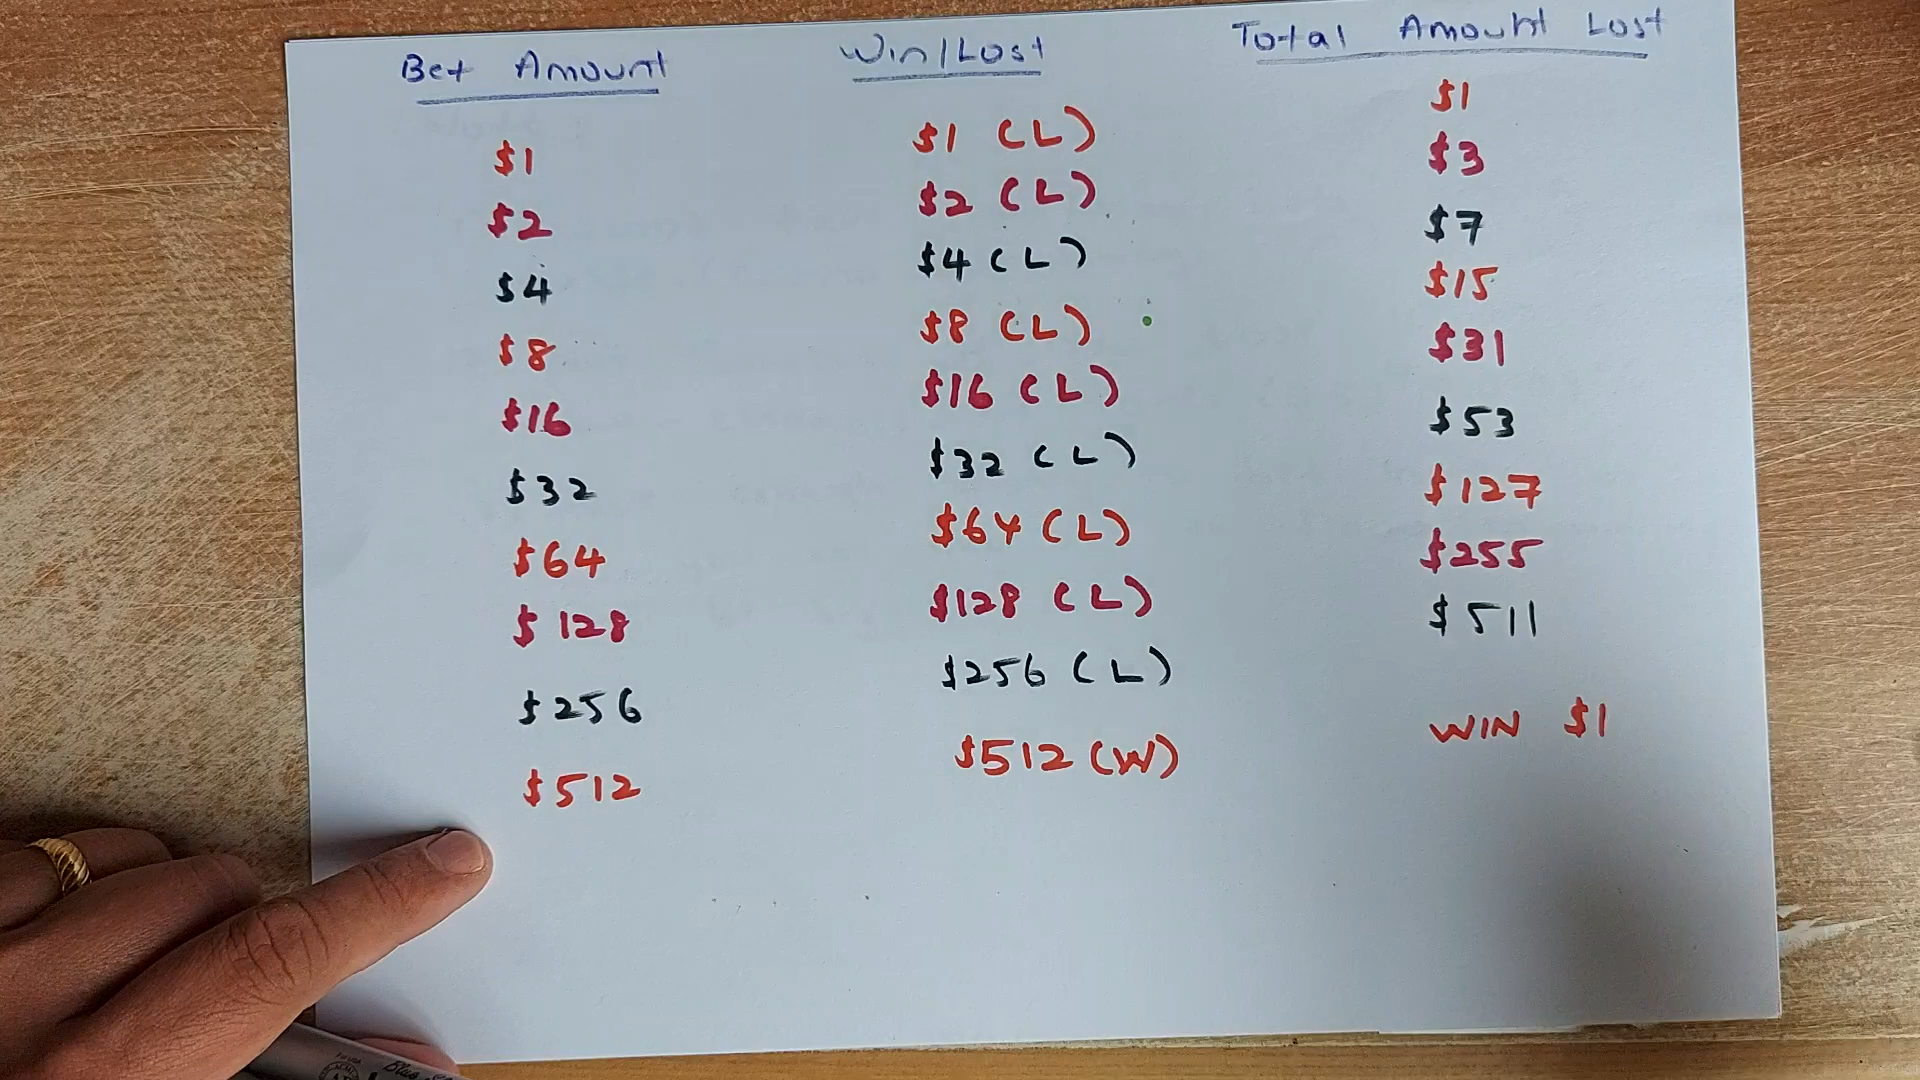 Bet Amount Win/Lost Total Amount Lost
$1 $1 (L) $1
$2 $2 (L) $3
$4 $4 (L) $7
$8 $8 (L) $15
$16 $16 (L) $31
$32 $32 (L) $53
$64 $64 (L) $127
$128 $128 (L) $255
$256 $256 (L) $511
$512 $512 (W) WIN $1